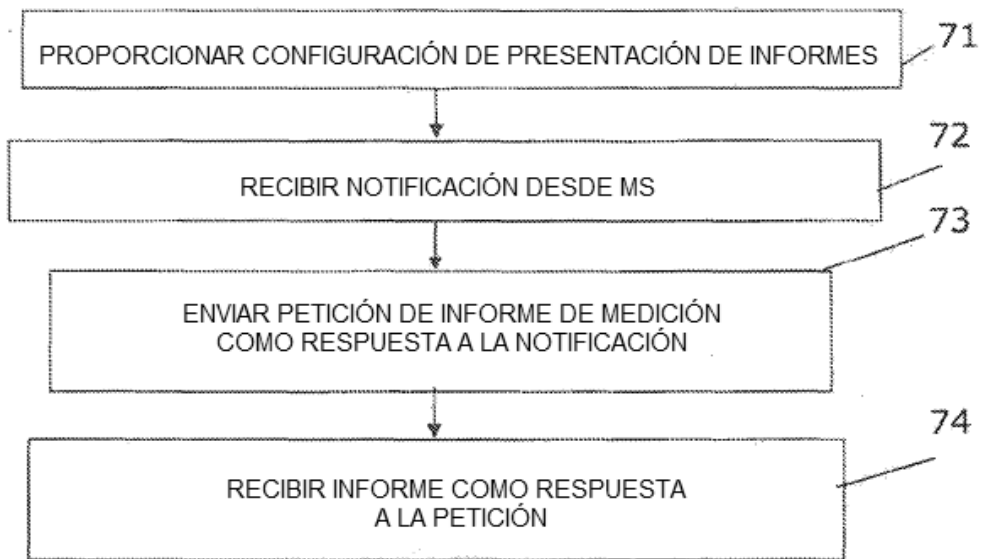 71
PROPORCIONAR CONFIGURACIÓN DE PRESENTACIÓN DE INFORMES
72
RECIBIR NOTIFICACIÓN DESDE MS
73
ENVIAR PETICIÓN DE INFORME DE MEDICIÓN
COMO RESPUESTA A LA NOTIFICACIÓN
74
RECIBIR INFORME COMO RESPUESTA
A LA PETICIÓN